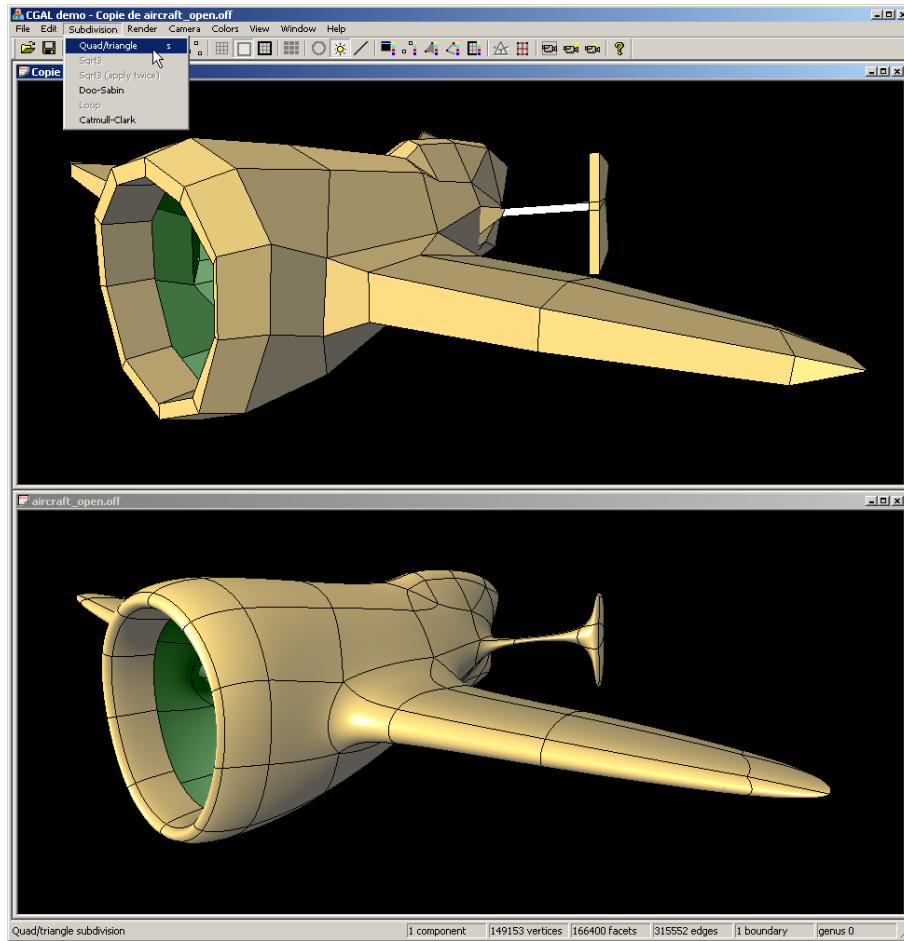 CGAL demo - Copie de aircraft_open.off
File Edit Subdivision Render Camera Colors View Window Help
Quad/triangle s
Sqrt3
Sqrt3 (apply twice)
Doo-Sabin
Loop
Catmull-Clark
Copie
aircraft_open.off
Quad/triangle subdivision 1 component 149153 vertices 166400 facets 315552 edges 1 boundary genus 0